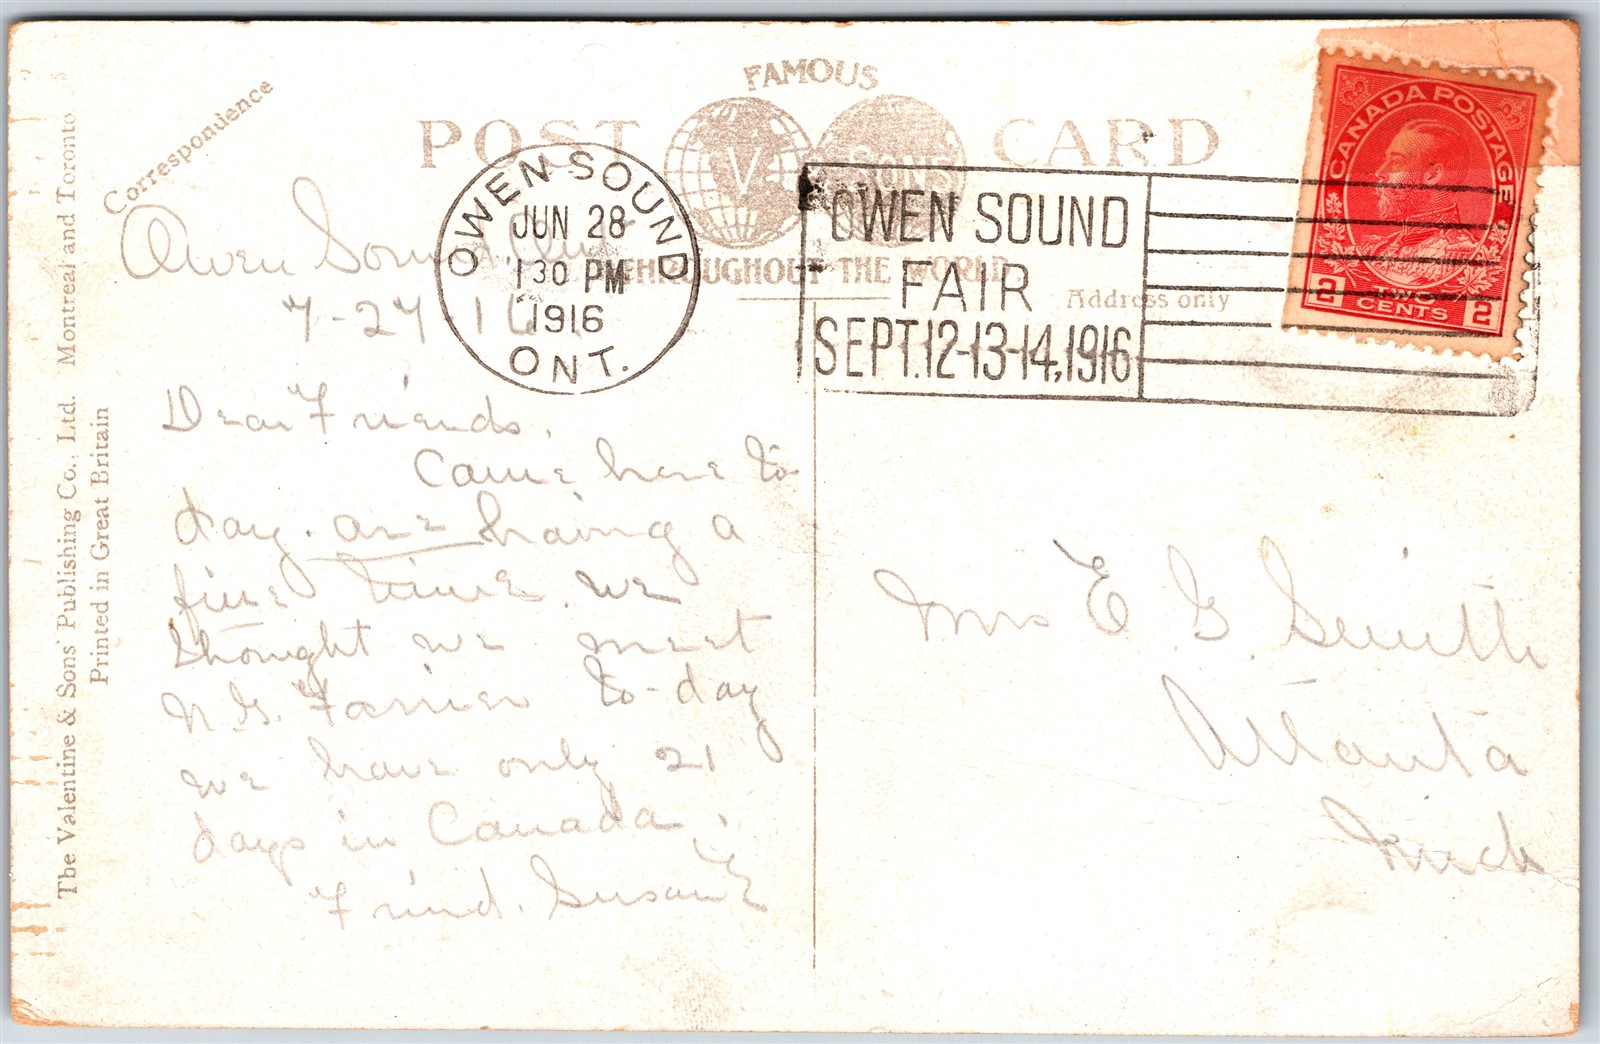 Correspondence
FAMOUS
POST CARD
V
SONS
THROUGHOUT THE WORLD
Address only
The Valentine & Sons' Publishing Co., Ltd. Montreal and Toronto
Printed in Great Britain
OWEN SOUND
JUN 28
1 30 PM
1916
ONT.
OWEN SOUND
FAIR
SEPT. 12-13-14, 1916
CANADA POSTAGE
2 TWO CENTS 2
Owen Sound Ont
7-27 16
Dear Friends.
Came here to
day. are having a
fine time we
thought we meet
N.G. to-day
we have only 21
days in Canada.
Friend. Susan
Mrs E. G. Smith
Atlanta
Mich